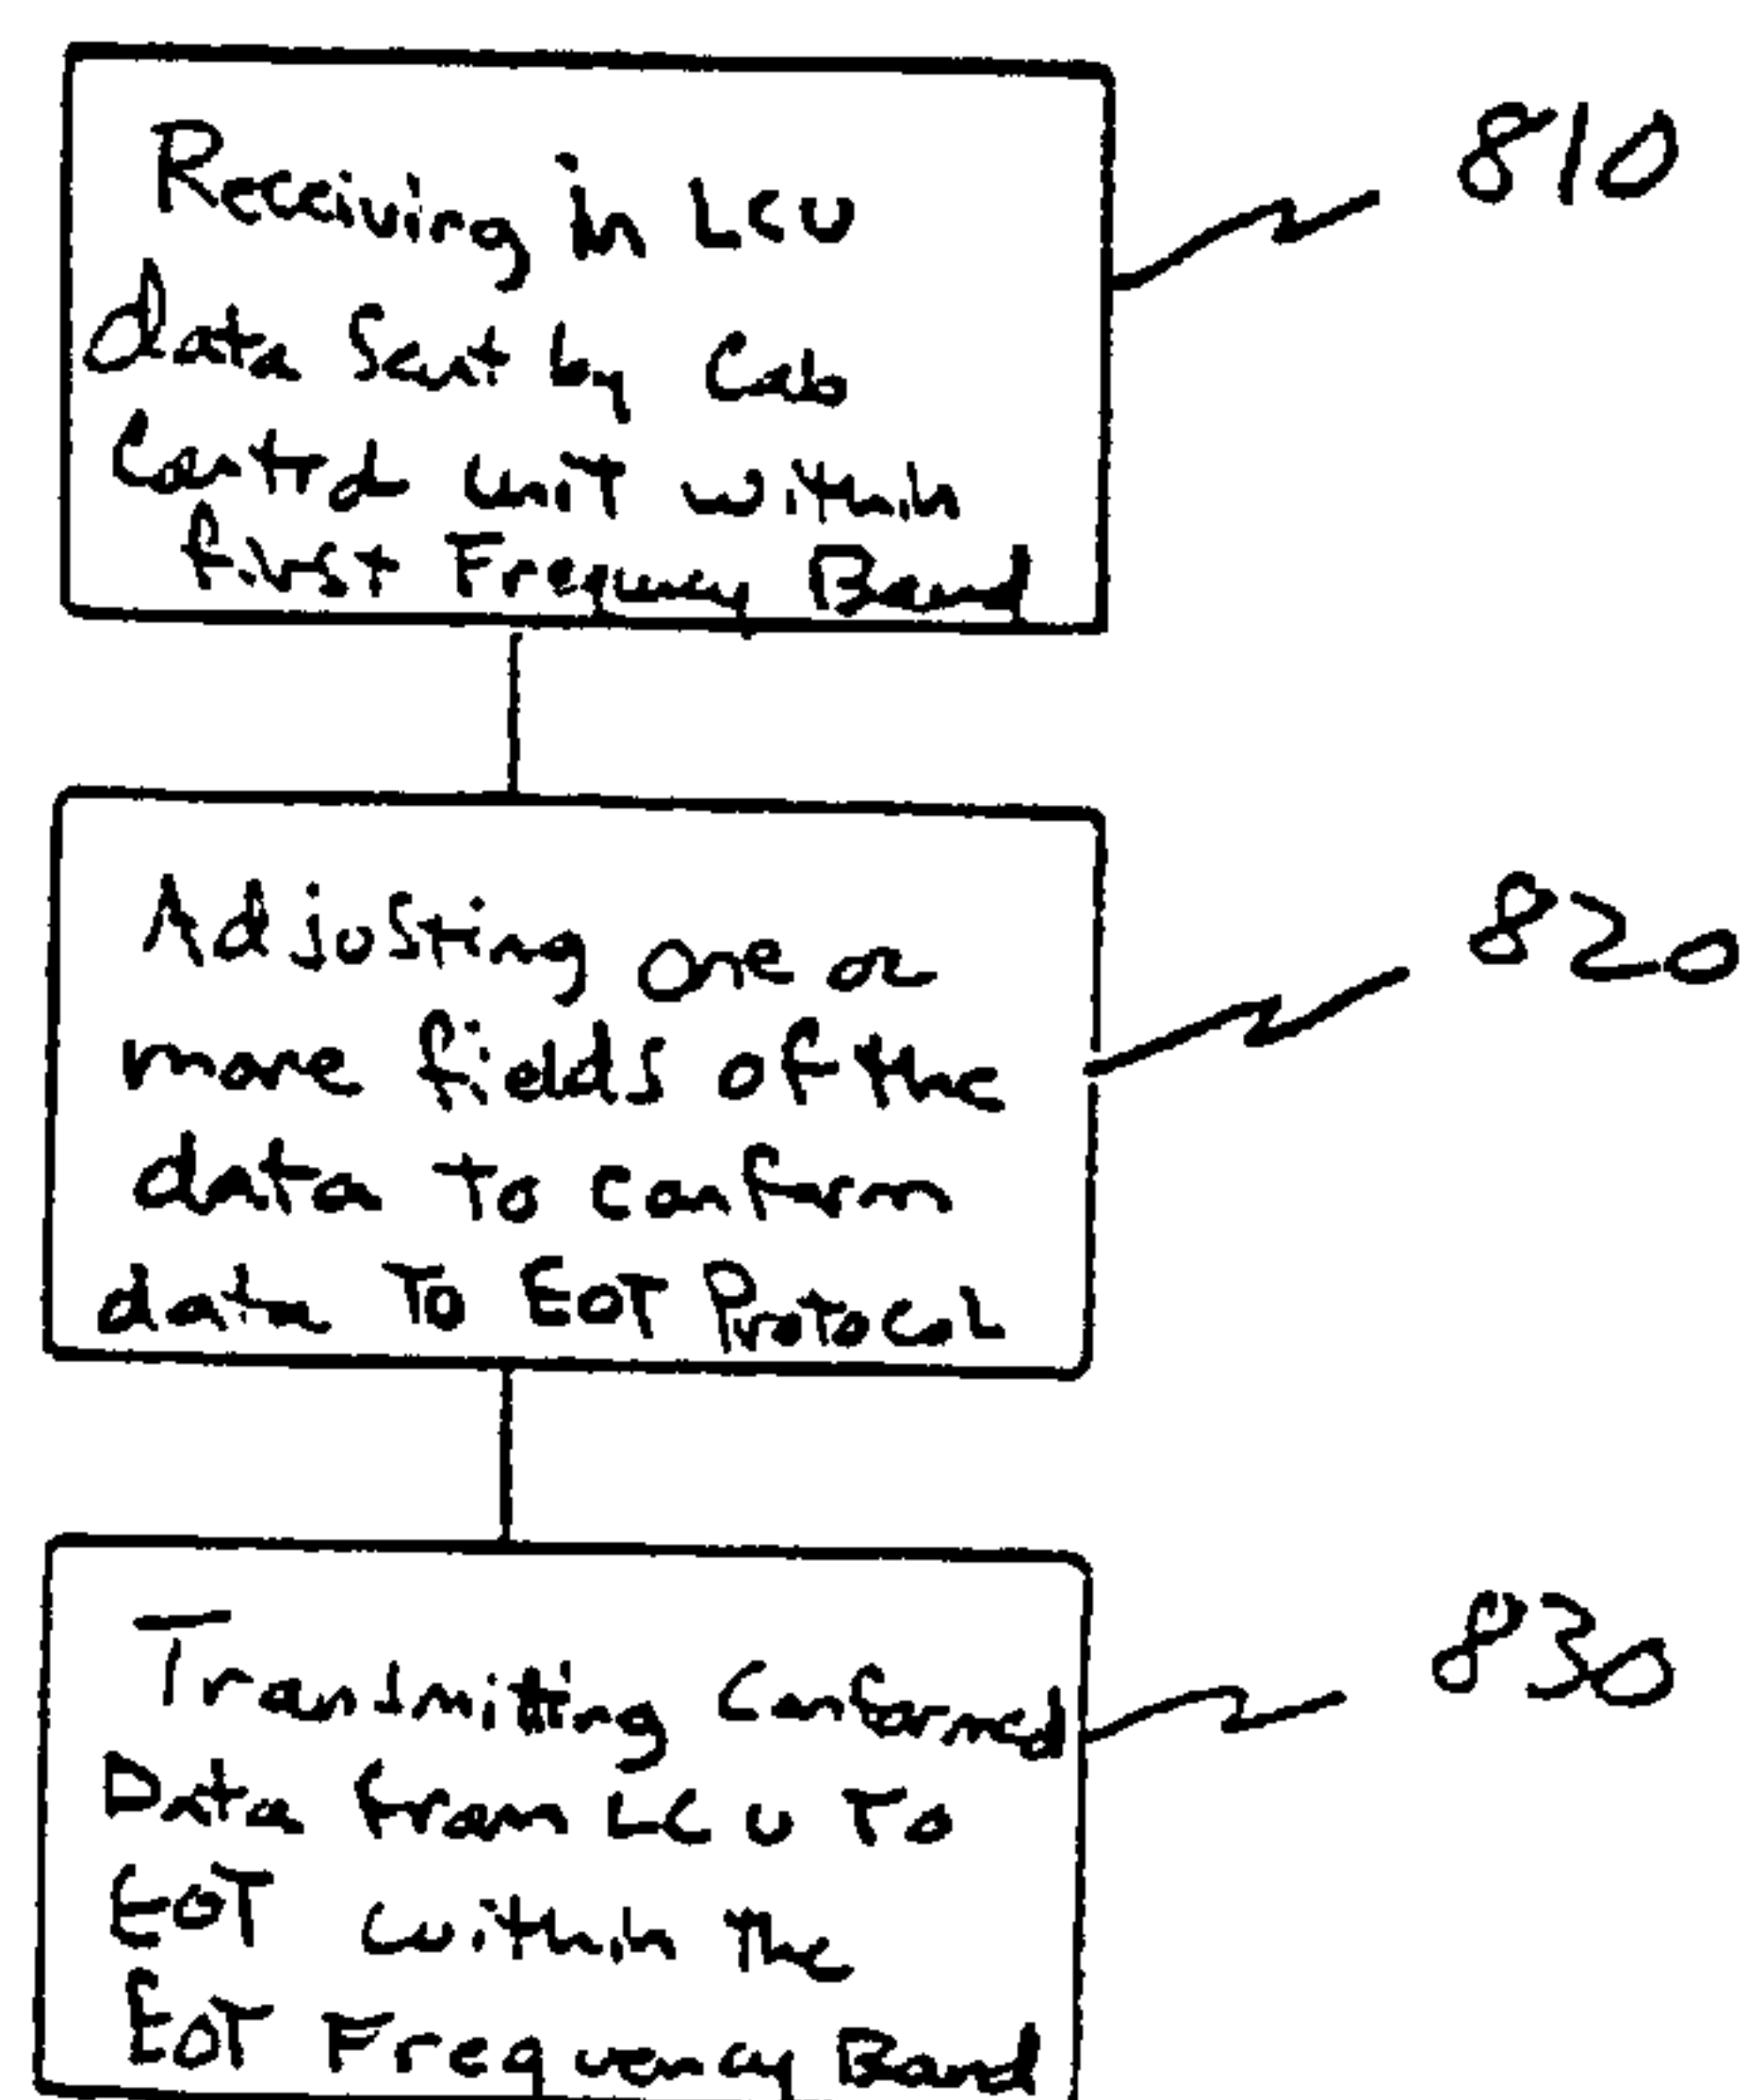 Receiving in LCU
810
data Sent by Cab
Control unit within
first Frequency Band
Adjusting one or
820
more fields of the
data to conform
data To EOT Protocol
Transmitting Conformed
830
Data from LCU To
EOT within the
EOT Frequency Band